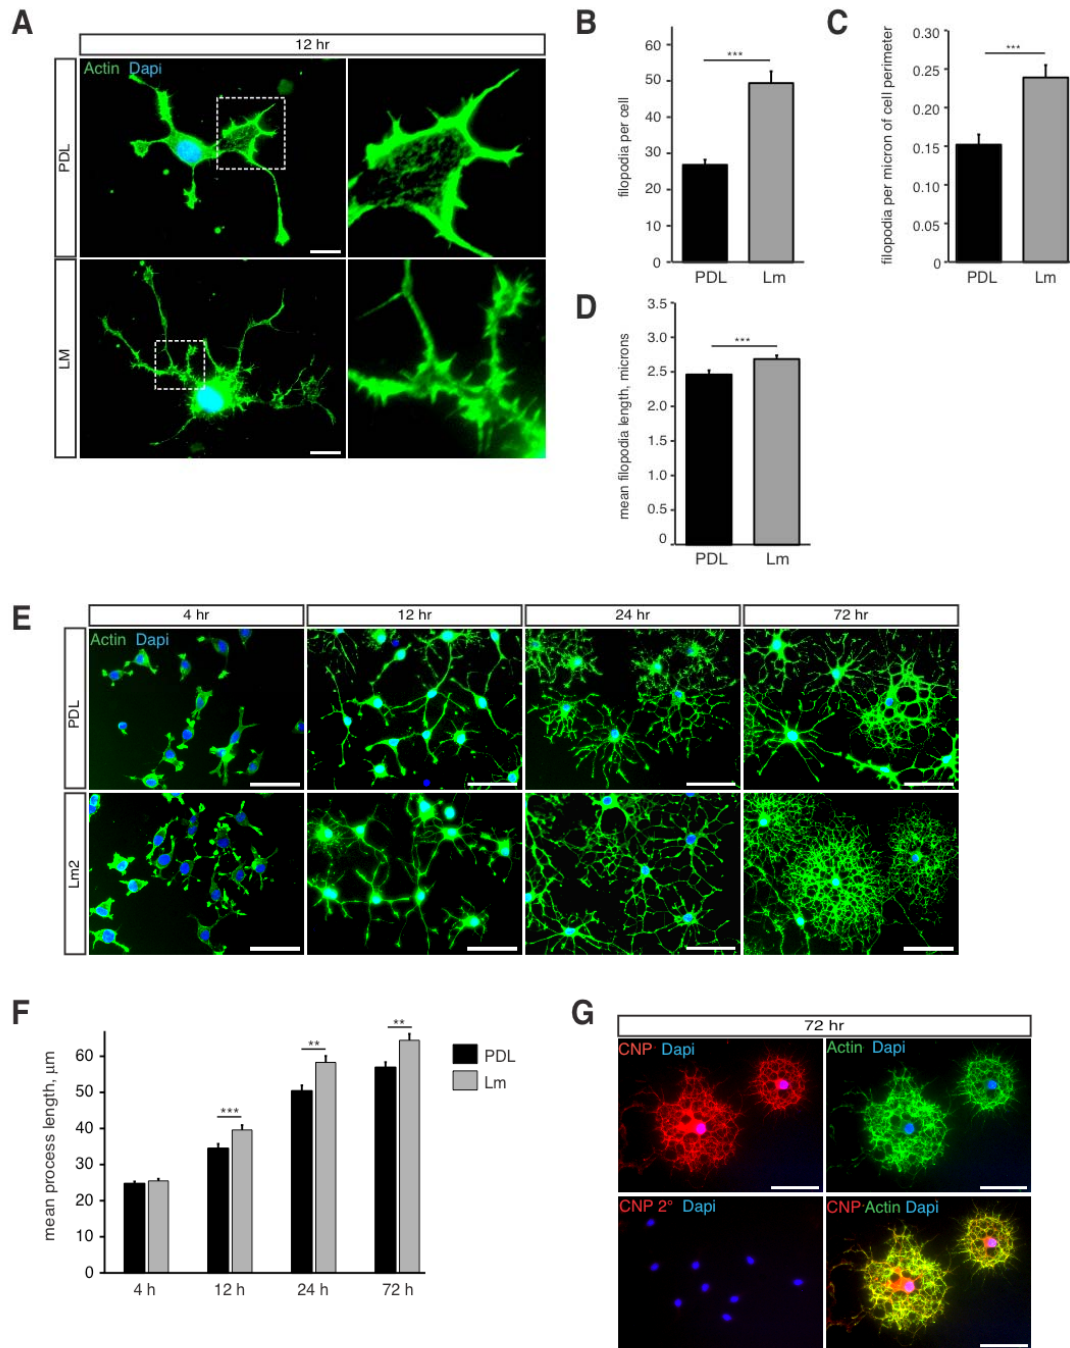 A
12 hr
Actin Dapi
PDL
LM
B
filopodia per cell
60
50
40
30
20
10
0
***
PDL Lm
C
filopodia per micron of cell perimeter
0.30
0.25
0.20
0.15
0.10
0.05
0
***
PDL Lm
D
mean filopodia length, microns
3.5
3.0
2.5
2.0
1.5
1.0
0.5
0
***
PDL Lm
E
4 hr 12 hr 24 hr 72 hr
Actin Dapi
PDL
Lm2
F
mean process length, μm
60
50
40
30
20
10
0
***
**
**
4 h 12 h 24 h 72 h
PDL
Lm
G
72 hr
CNP Dapi
Actin Dapi
CNP 2° Dapi
CNP Actin Dapi